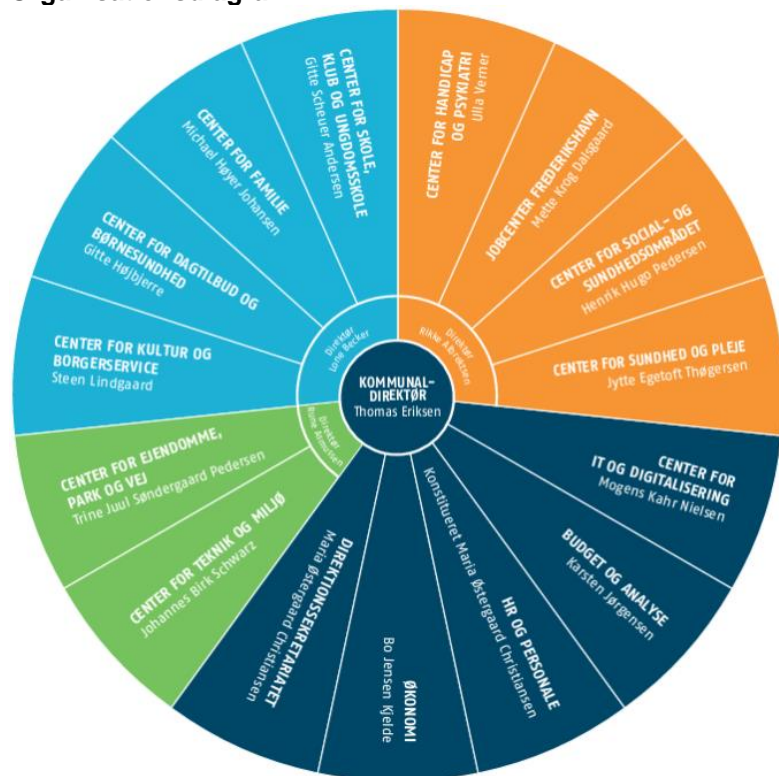 CENTER FOR SKOLE,
KLUB OG UNGDOMSSKOLE
Gitte Scheuer Andersen
CENTER FOR HANDICAP
OG PSYKIATRI
Ulla Verner
JOBCENTER FREDERIKSHAVN
Mette Krog Dalsgaard
CENTER FOR SOCIAL- OG
SUNDHEDSOMRÅDET
Henrik Hugo Pedersen
CENTER FOR SUNDHED OG PLEJE
Jytte Egetoft Thøgersen
CENTER FOR
IT OG DIGITALISERING
Mogens Kahr Nielsen
BUDGET OG ANALYSE
Karsten Jørgensen
HR OG PERSONALE
Konstitueret Maria Østergaard Christiansen
ØKONOMI
Bo Jensen Kjelde
DIREKTIONSSEKRETARIATET
Maria Østergaard Christiansen
CENTER FOR TEKNIK OG MILJØ
Johannes Birk Schwarz
CENTER FOR EJENDOMME,
PARK OG VEJ
Trine Juul Søndergaard Pedersen
CENTER FOR KULTUR OG
BORGERSERVICE
Steen Lindgaard
CENTER FOR DAGTILBUD OG
BØRNESUNDHED
Gitte Højbjerre
CENTER FOR FAMILIE
Michael Høyer Johansen
Direktør
Lone Becker
Direktør
Rikke Albrektsen
Direktør
Rune
KOMMUNAL-
DIREKTØR
Thomas Eriksen